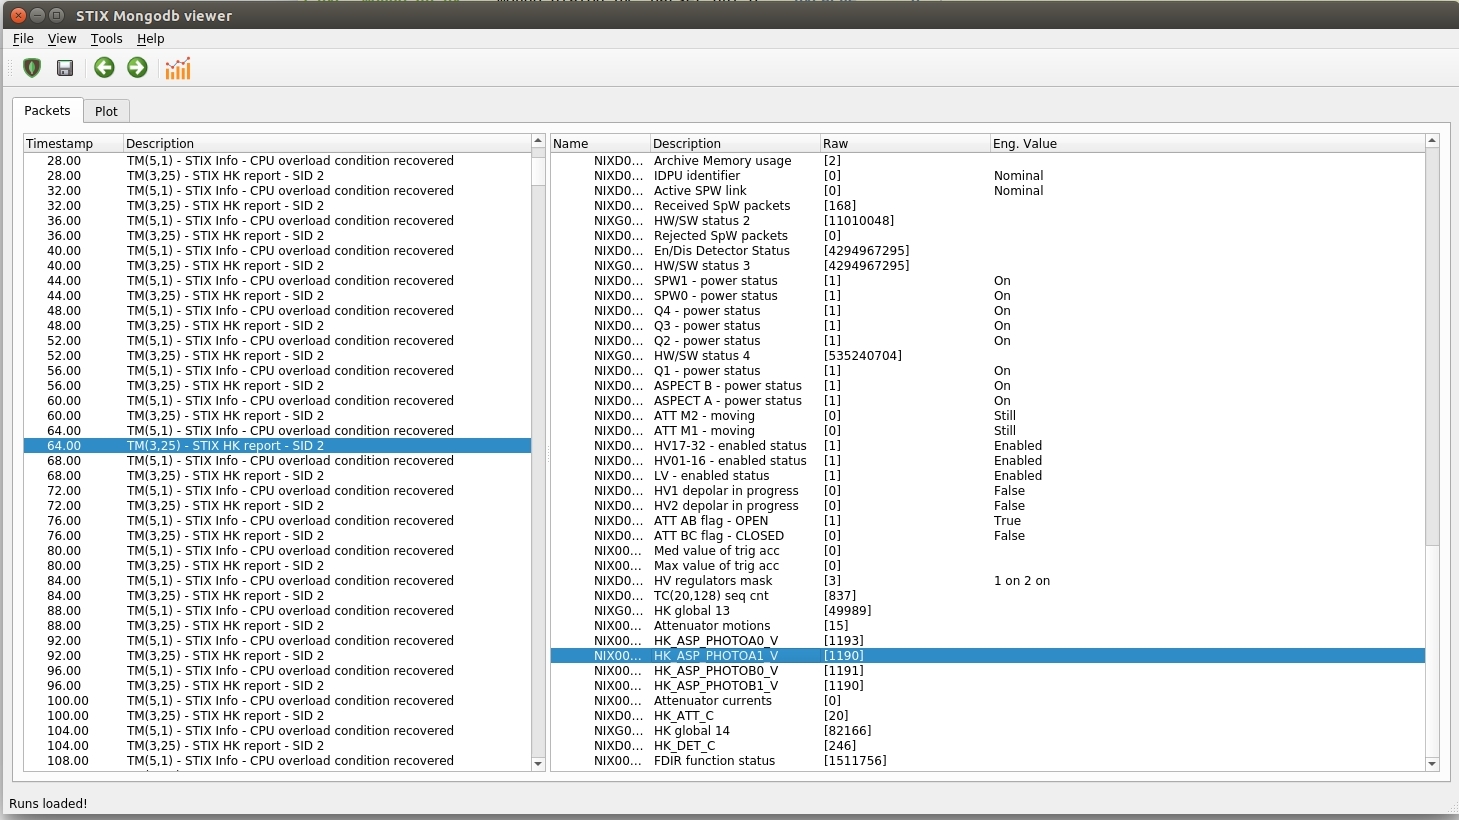 STIX Mongodb viewer
File View Tools Help
Packets Plot
Timestamp Description
28.00 TM(5,1) - STIX Info - CPU overload condition recovered
28.00 TM(3,25) - STIX HK report - SID 2
32.00 TM(5,1) - STIX Info - CPU overload condition recovered
32.00 TM(3,25) - STIX HK report - SID 2
36.00 TM(5,1) - STIX Info - CPU overload condition recovered
36.00 TM(3,25) - STIX HK report - SID 2
40.00 TM(5,1) - STIX Info - CPU overload condition recovered
40.00 TM(3,25) - STIX HK report - SID 2
44.00 TM(5,1) - STIX Info - CPU overload condition recovered
44.00 TM(3,25) - STIX HK report - SID 2
48.00 TM(5,1) - STIX Info - CPU overload condition recovered
48.00 TM(3,25) - STIX HK report - SID 2
52.00 TM(5,1) - STIX Info - CPU overload condition recovered
52.00 TM(3,25) - STIX HK report - SID 2
56.00 TM(5,1) - STIX Info - CPU overload condition recovered
56.00 TM(3,25) - STIX HK report - SID 2
60.00 TM(5,1) - STIX Info - CPU overload condition recovered
60.00 TM(3,25) - STIX HK report - SID 2
64.00 TM(5,1) - STIX Info - CPU overload condition recovered
64.00 TM(3,25) - STIX HK report - SID 2
68.00 TM(5,1) - STIX Info - CPU overload condition recovered
68.00 TM(3,25) - STIX HK report - SID 2
72.00 TM(5,1) - STIX Info - CPU overload condition recovered
72.00 TM(3,25) - STIX HK report - SID 2
76.00 TM(5,1) - STIX Info - CPU overload condition recovered
76.00 TM(3,25) - STIX HK report - SID 2
80.00 TM(5,1) - STIX Info - CPU overload condition recovered
80.00 TM(3,25) - STIX HK report - SID 2
84.00 TM(5,1) - STIX Info - CPU overload condition recovered
84.00 TM(3,25) - STIX HK report - SID 2
88.00 TM(5,1) - STIX Info - CPU overload condition recovered
88.00 TM(3,25) - STIX HK report - SID 2
92.00 TM(5,1) - STIX Info - CPU overload condition recovered
92.00 TM(3,25) - STIX HK report - SID 2
96.00 TM(5,1) - STIX Info - CPU overload condition recovered
96.00 TM(3,25) - STIX HK report - SID 2
100.00 TM(5,1) - STIX Info - CPU overload condition recovered
100.00 TM(3,25) - STIX HK report - SID 2
104.00 TM(5,1) - STIX Info - CPU overload condition recovered
104.00 TM(3,25) - STIX HK report - SID 2
108.00 TM(5,1) - STIX Info - CPU overload condition recovered
Name Description Raw Eng. Value
NIXD0... Archive Memory usage [2]
NIXD0... IDPU identifier [0] Nominal
NIXD0... Active SPW link [0] Nominal
NIXD0... Received SpW packets [168]
NIXG0... HW/SW status 2 [11010048]
NIXD0... Rejected SpW packets [0]
NIXD0... En/Dis Detector Status [4294967295]
NIXG0... HW/SW status 3 [4294967295]
NIXD0... SPW1 - power status [1] On
NIXD0... SPW0 - power status [1] On
NIXD0... Q4 - power status [1] On
NIXD0... Q3 - power status [1] On
NIXD0... Q2 - power status [1] On
NIXG0... HW/SW status 4 [535240704]
NIXD0... Q1 - power status [1] On
NIXD0... ASPECT B - power status [1] On
NIXD0... ASPECT A - power status [1] On
NIXD0... ATT M2 - moving [0] Still
NIXD0... ATT M1 - moving [0] Still
NIXD0... HV17-32 - enabled status [1] Enabled
NIXD0... HV01-16 - enabled status [1] Enabled
NIXD0... LV - enabled status [1] Enabled
NIXD0... HV1 depolar in progress [0] False
NIXD0... HV2 depolar in progress [0] False
NIXD0... ATT AB flag - OPEN [1] True
NIXD0... ATT BC flag - CLOSED [0] False
NIX00... Med value of trig acc [0]
NIX00... Max value of trig acc [0]
NIXD0... HV regulators mask [3] 1 on 2 on
NIXD0... TC(20,128) seq cnt [837]
NIXG0... HK global 13 [49989]
NIX00... Attenuator motions [15]
NIX00... HK_ASP_PHOTOA0_V [1193]
NIX00... HK_ASP_PHOTOA1_V [1190]
NIX00... HK_ASP_PHOTOB0_V [1191]
NIX00... HK_ASP_PHOTOB1_V [1190]
NIX00... Attenuator currents [0]
NIXD0... HK_ATT_C [20]
NIXG0... HK global 14 [82166]
NIXD0... HK_DET_C [246]
NIX00... FDIR function status [1511756]
Runs loaded!